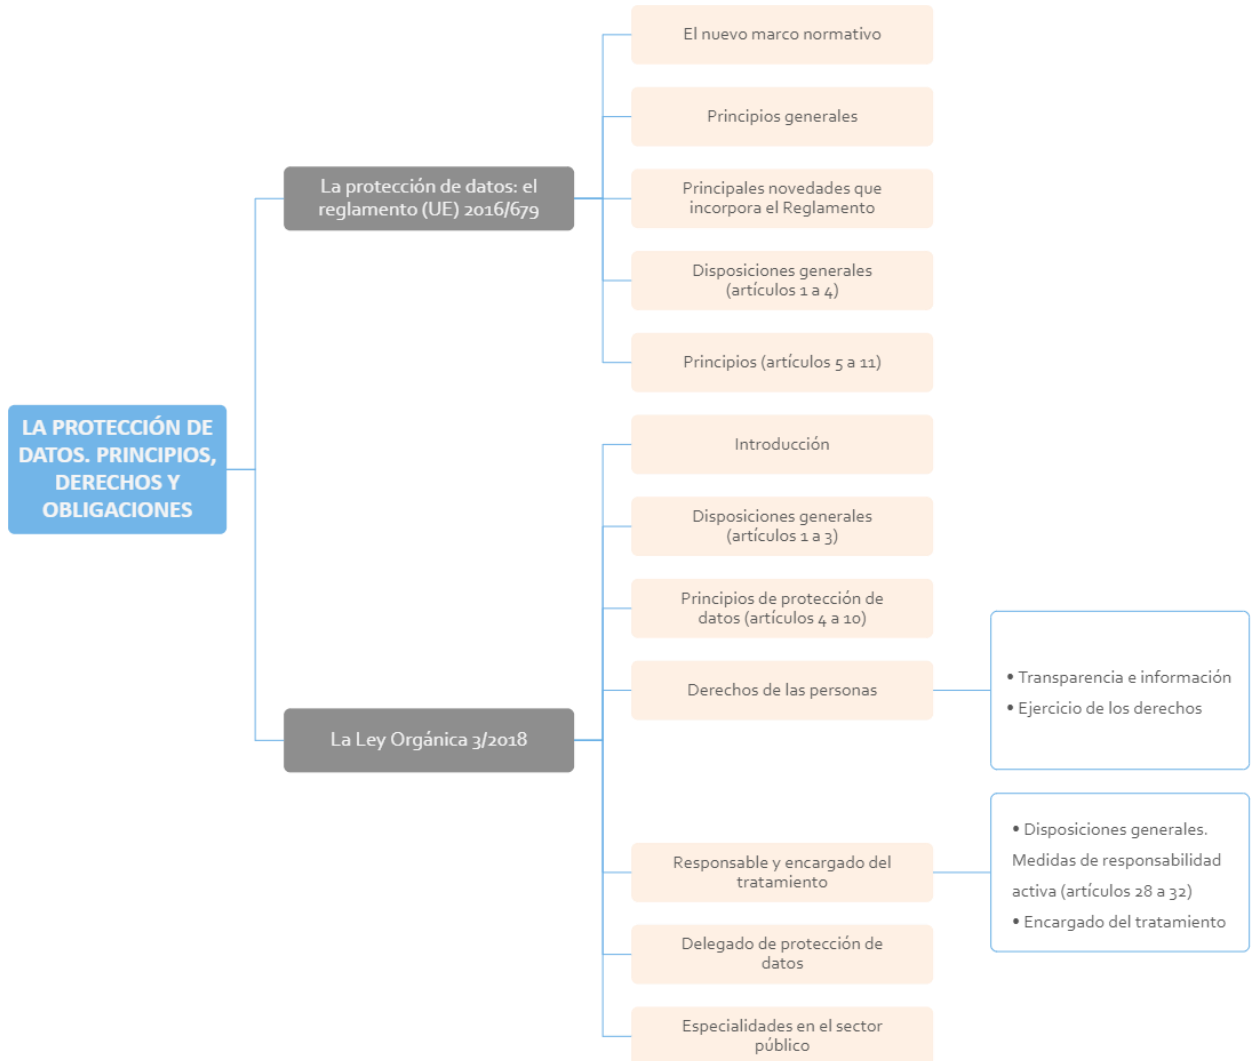 LA PROTECCIÓN DE
DATOS. PRINCIPIOS,
DERECHOS Y
OBLIGACIONES
La protección de datos: el
reglamento (UE) 2016/679
El nuevo marco normativo
Principios generales
Principales novedades que
incorpora el Reglamento
Disposiciones generales
(artículos 1 a 4)
Principios (artículos 5 a 11)
La Ley Orgánica 3/2018
Introducción
Disposiciones generales
(artículos 1 a 3)
Principios de protección de
datos (artículos 4 a 10)
Derechos de las personas
• Transparencia e información
• Ejercicio de los derechos
Responsable y encargado del
tratamiento
• Disposiciones generales.
Medidas de responsabilidad
activa (artículos 28 a 32)
• Encargado del tratamiento
Delegado de protección de
datos
Especialidades en el sector
público